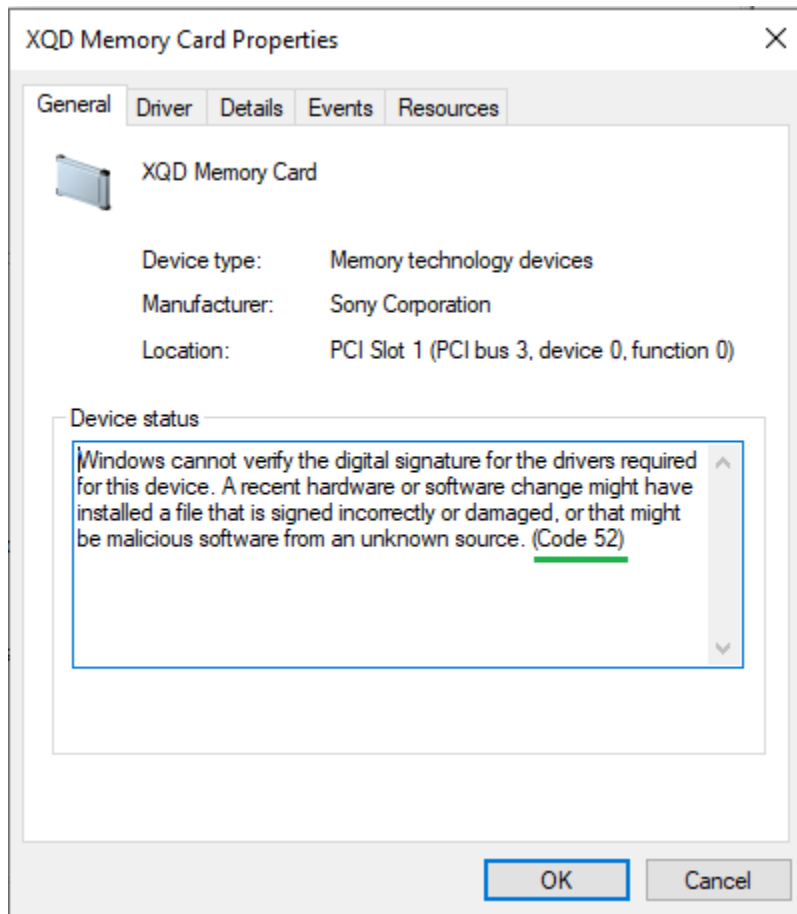 XQD Memory Card Properties
General Driver Details Events Resources
XQD Memory Card
Device type: Memory technology devices
Manufacturer: Sony Corporation
Location: PCI Slot 1 (PCI bus 3, device 0, function 0)
Device status
Windows cannot verify the digital signature for the drivers required
for this device. A recent hardware or software change might have
installed a file that is signed incorrectly or damaged, or that might
be malicious software from an unknown source. (Code 52)
OK Cancel